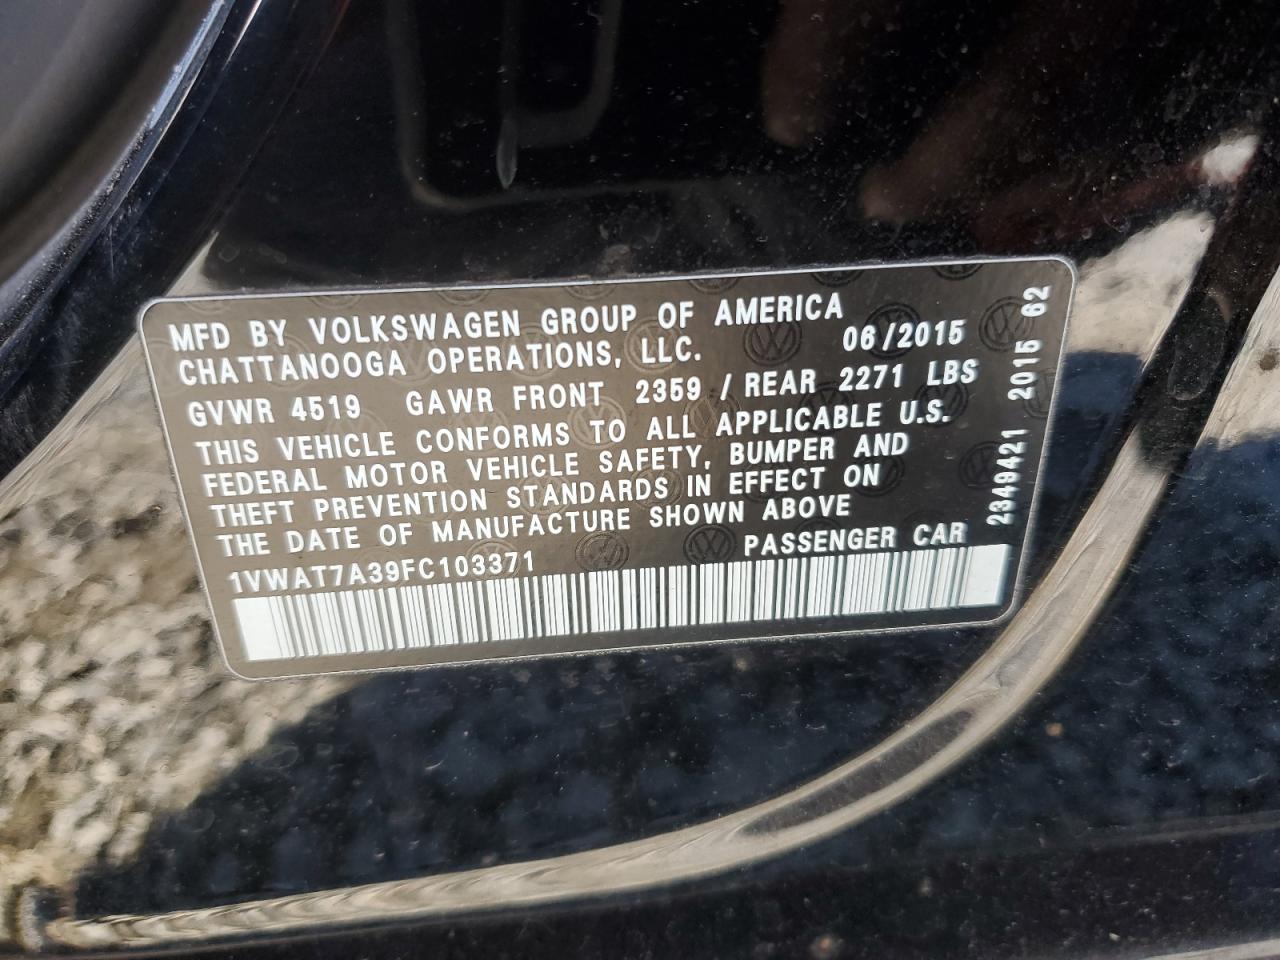 MFD BY VOLKSWAGEN GROUP OF AMERICA
CHATTANOOGA OPERATIONS, LLC. 06/2015
GVWR 4519 GAWR FRONT 2359 / REAR 2271 LBS
THIS VEHICLE CONFORMS TO ALL APPLICABLE U.S.
FEDERAL MOTOR VEHICLE SAFETY, BUMPER AND
THEFT PREVENTION STANDARDS IN EFFECT ON
THE DATE OF MANUFACTURE SHOWN ABOVE
1VWAT7A39FC103371 PASSENGER CAR
2349421 2015 62